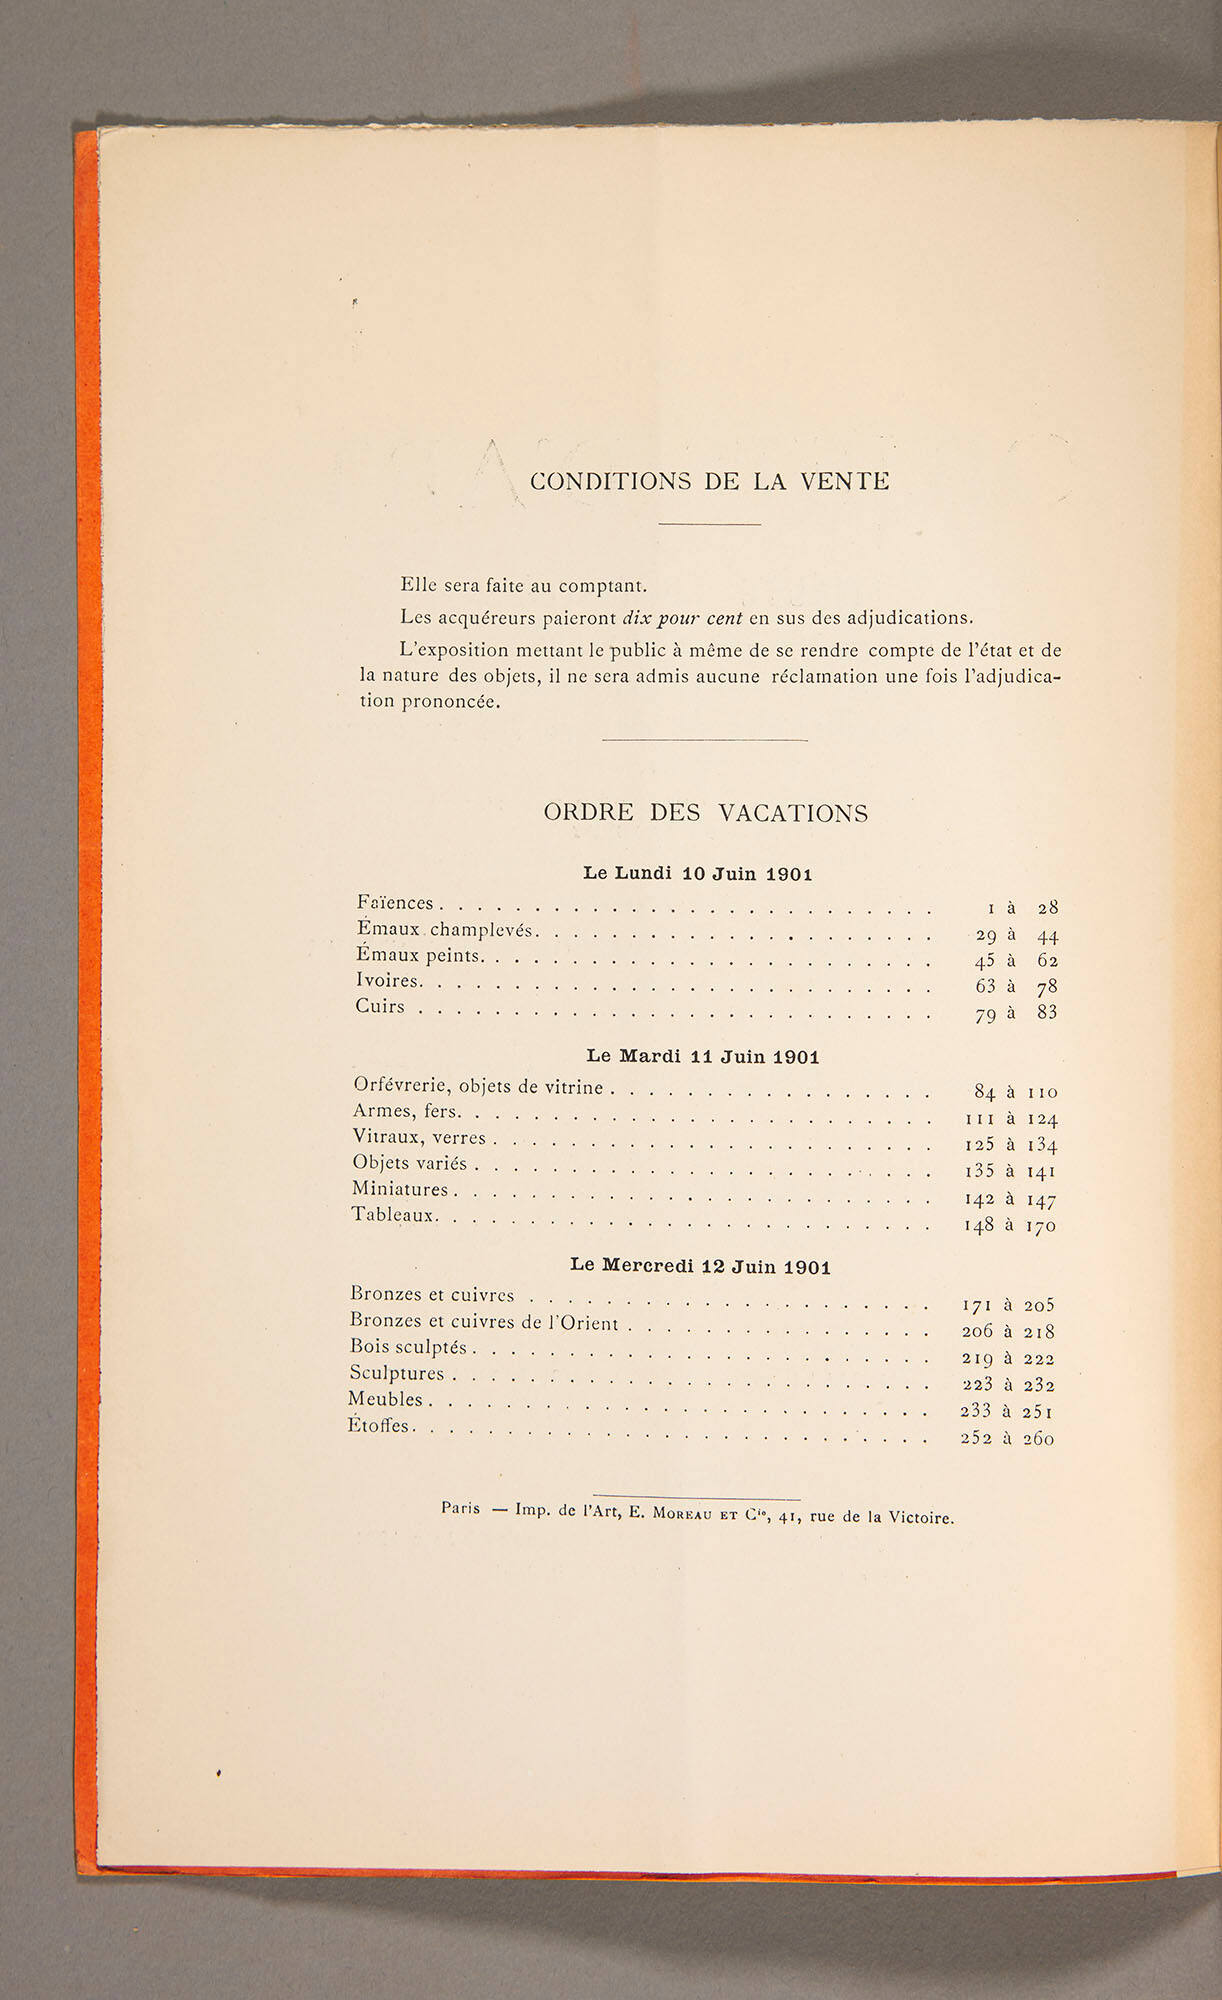 CONDITIONS DE LA VENTE
Elle sera faite au comptant.
Les acquéreurs paieront dix pour cent en sus des adjudications.
L'exposition mettant le public à même de se rendre compte de l'état et de
la nature des objets, il ne sera admis aucune réclamation une fois l'adjudica-
tion prononcée.
ORDRE DES VACATIONS
Le Lundi 10 Juin 1901
Faïences . . . . . . . . . . . . . . . . . . . . . . . . . . 1 à 28
Émaux champlevés. . . . . . . . . . . . . . . . . . . . . . 29 à 44
Émaux peints. . . . . . . . . . . . . . . . . . . . . . . . 45 à 62
Ivoires. . . . . . . . . . . . . . . . . . . . . . . . . . . 63 à 78
Cuirs . . . . . . . . . . . . . . . . . . . . . . . . . . . 79 à 83
Le Mardi 11 Juin 1901
Orfévrerie, objets de vitrine . . . . . . . . . . . . . . . . . 84 à 110
Armes, fers. . . . . . . . . . . . . . . . . . . . . . . . . 111 à 124
Vitraux, verres . . . . . . . . . . . . . . . . . . . . . . . 125 à 134
Objets variés . . . . . . . . . . . . . . . . . . . . . . . . 135 à 141
Miniatures . . . . . . . . . . . . . . . . . . . . . . . . . 142 à 147
Tableaux. . . . . . . . . . . . . . . . . . . . . . . . . . 148 à 170
Le Mercredi 12 Juin 1901
Bronzes et cuivres . . . . . . . . . . . . . . . . . . . . . 171 à 205
Bronzes et cuivres de l'Orient . . . . . . . . . . . . . . . . 206 à 218
Bois sculptés . . . . . . . . . . . . . . . . . . . . . . . . 219 à 222
Sculptures . . . . . . . . . . . . . . . . . . . . . . . . . 223 à 232
Meubles . . . . . . . . . . . . . . . . . . . . . . . . . . 233 à 251
Étoffes. . . . . . . . . . . . . . . . . . . . . . . . . . . 252 à 260
Paris — Imp. de l'Art, E. MOREAU ET Cie, 41, rue de la Victoire.